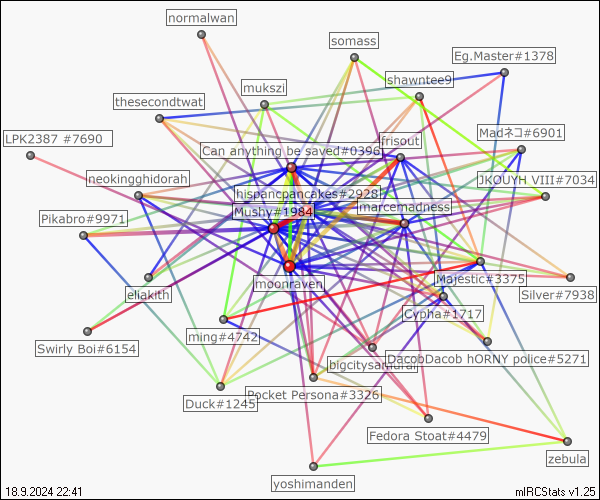 normalwan
somass
Eg.Master#1378
shawntee9
mukszi
thesecondtwat
LPK2387 #7690
Madネコ#6901
frisout
Can anything be saved#0396
neokingghidorah
JKOUYH VIII#7034
hispancpancakes#2928
marcemadness
Mushy#1984
Pikabro#9971
Majestic#3375
moonraven
eliakith
Silver#7938
Cypha#1717
ming#4742
Swirly Boi#6154
DacobDacob hORNY police#5271
bigcitysamurai
Pocket Persona#3326
Duck#1245
Fedora Stoat#4479
zebula
yoshimanden
18.9.2024 22:41
mIRCStats v1.25